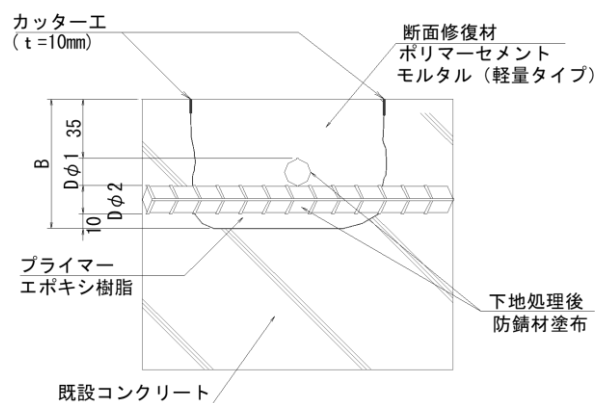 カッター工
(ｔ=10mm)
断面修復材
ポリマーセメント
モルタル（軽量タイプ）
B
35
Dφ1
Dφ2
10
プライマー
エポキシ樹脂
下地処理後
防錆材塗布
既設コンクリート